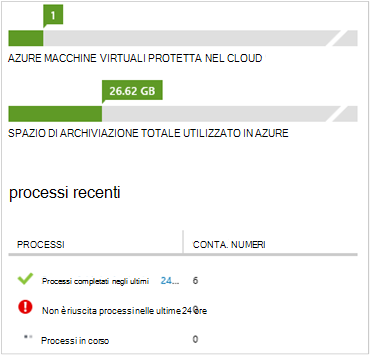 1
AZURE MACCHINE VIRTUALI PROTETTA NEL CLOUD
26.62 GB
SPAZIO DI ARCHIVIAZIONE TOTALE UTILIZZATO IN AZURE
processi recenti
PROCESSI CONTA. NUMERI
Processi completati negli ultimi 24... 6
Non è riuscita processi nelle ultime 24 ore 0
Processi in corso 0